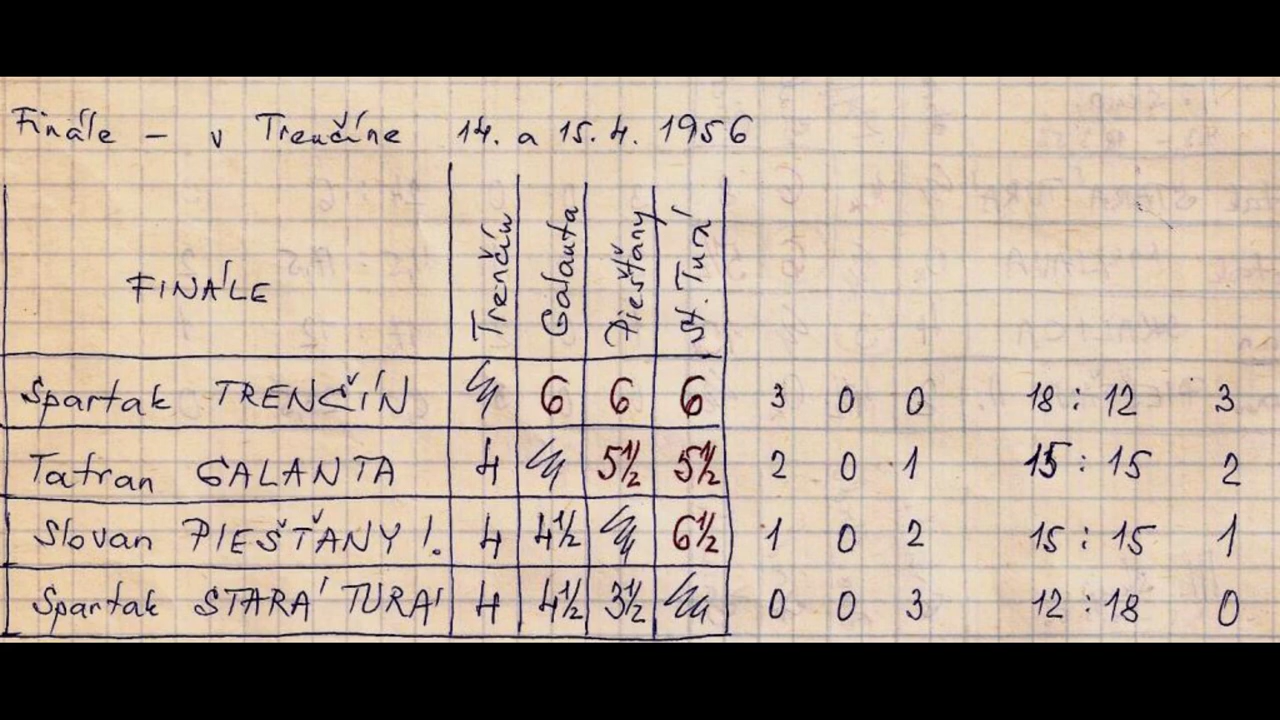 Finále – v Trenčíne 14. a 15. 4. 1956
FINÁLE Trenčín Galanta Piešťany St. Turá
Spartak TRENČÍN 6 6 6 3 0 0 18 : 12 3
Tatran GALANTA 4 5½ 5½ 2 0 1 15 : 15 2
Slovan PIEŠŤANY I. 4 4½ 6½ 1 0 2 15 : 15 1
Spartak STARÁ TURÁ 4 4½ 3½ 0 0 3 12 : 18 0